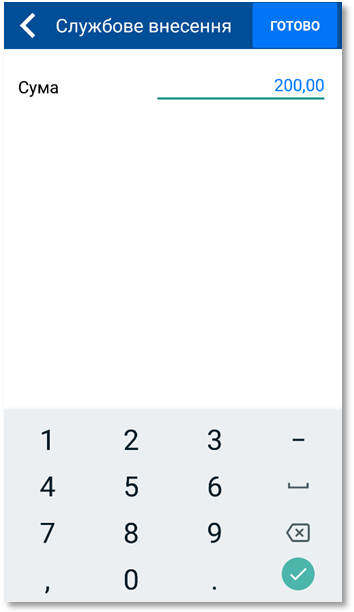 Службове внесення ГОТОВО
Сума 200,00
1 2 3 –
4 5 6
7 8 9
, 0 .